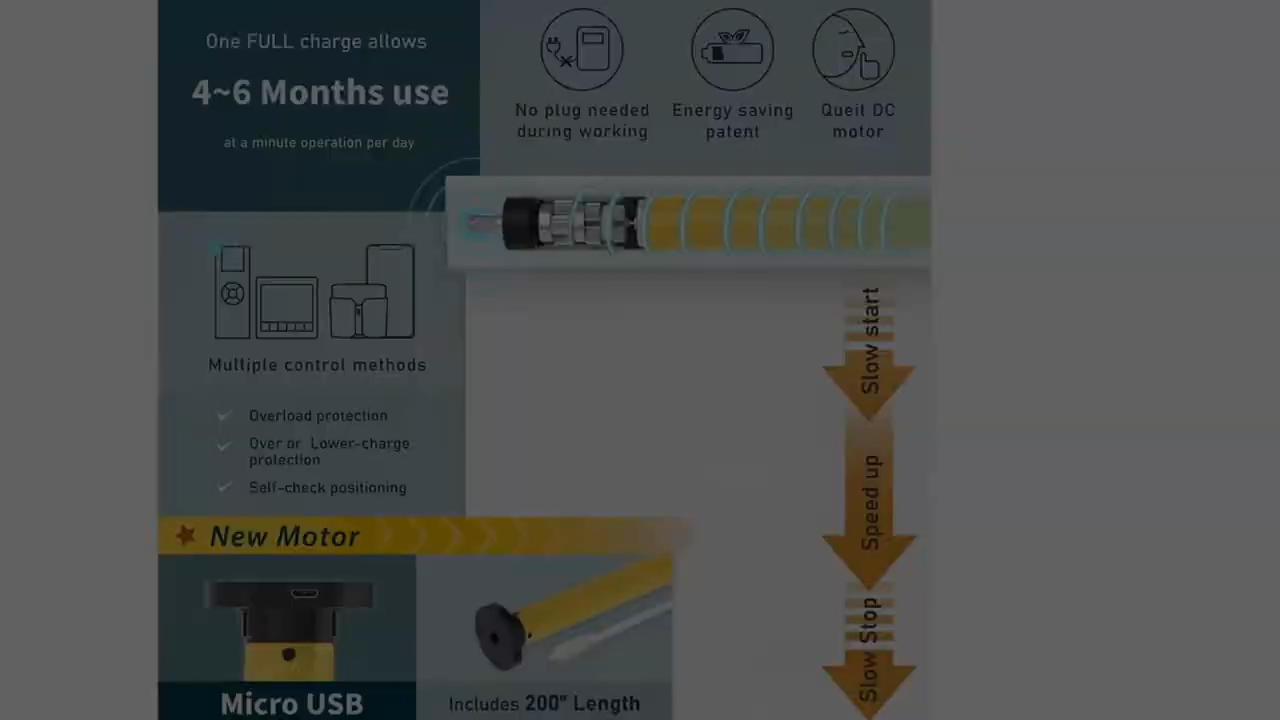 One FULL charge allows
4~6 Months use
at a minute operation per day
No plug needed
during working
Energy saving
patent
Queit DC
motor
Multiple control methods
Overload protection
Over or Lower-charge
protection
Self-check positioning
Slow start
Speed up
Slow Stop
New Motor
Micro USB
Includes 200" Length